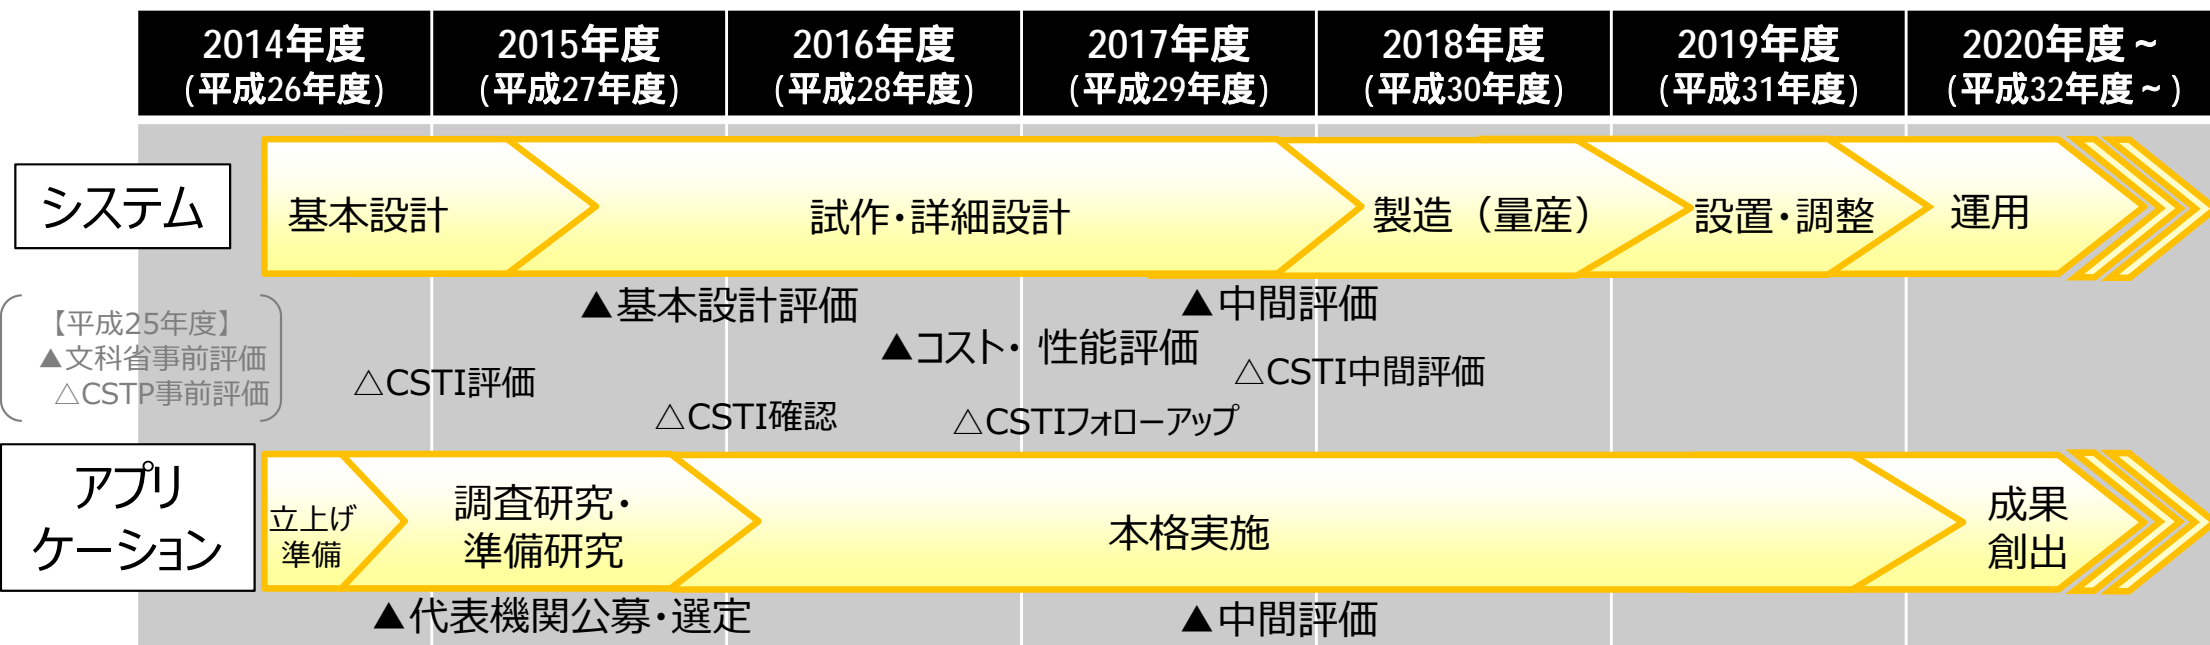 2014年度
(平成26年度)
2015年度
(平成27年度)
2016年度
(平成28年度)
2017年度
(平成29年度)
2018年度
(平成30年度)
2019年度
(平成31年度)
2020年度~
(平成32年度~)
システム
基本設計
試作・詳細設計
製造（量産）
設置・調整
運用
【平成25年度】
▲文科省事前評価
△CSTP事前評価
▲基本設計評価
▲コスト・ 性能評価
▲中間評価
△CSTI評価
△CSTI確認
△CSTIフォローアップ
△CSTI中間評価
アプリ
ケーション
立上げ
準備
調査研究・
準備研究
本格実施
成果
創出
▲代表機関公募・選定
▲中間評価